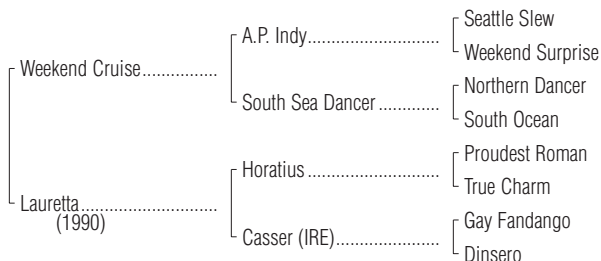 Seattle Slew
A.P. Indy
Weekend Surprise
Weekend Cruise
Northern Dancer
South Sea Dancer
South Ocean
Proudest Roman
Horatius
True Charm
Lauretta
(1990)
Gay Fandango
Casser (IRE)
Dinsero